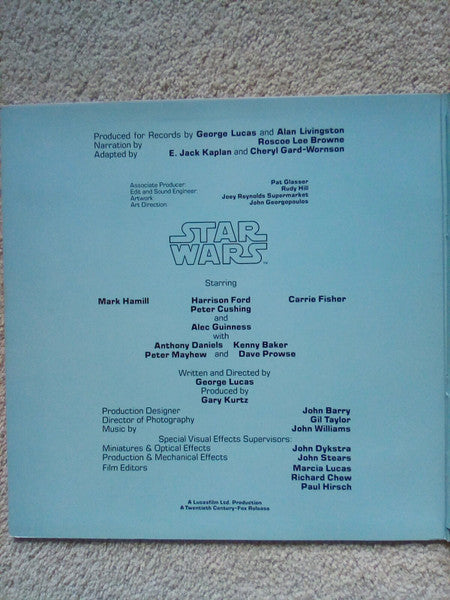 Produced for Records by George Lucas and Alan Livingston
Narration by Roscoe Lee Browne
Adapted by E. Jack Kaplan and Cheryl Gard-Wornson
Associate Producer: Pat Glasser
Edit and Sound Engineer: Rudy Hill
Artwork Joey Reynolds Supermarket
Art Direction John Georgopoulos
STAR
WARS™
Starring
Mark Hamill Harrison Ford Carrie Fisher
Peter Cushing
and
Alec Guinness
with
Anthony Daniels Kenny Baker
Peter Mayhew and Dave Prowse
Written and Directed by
George Lucas
Produced by
Gary Kurtz
Production Designer John Barry
Director of Photography Gil Taylor
Music by John Williams
Special Visual Effects Supervisors:
Miniatures & Optical Effects John Dykstra
Production & Mechanical Effects John Stears
Film Editors Marcia Lucas
Richard Chew
Paul Hirsch
A Lucasfilm Ltd. Production
A Twentieth Century-Fox Release